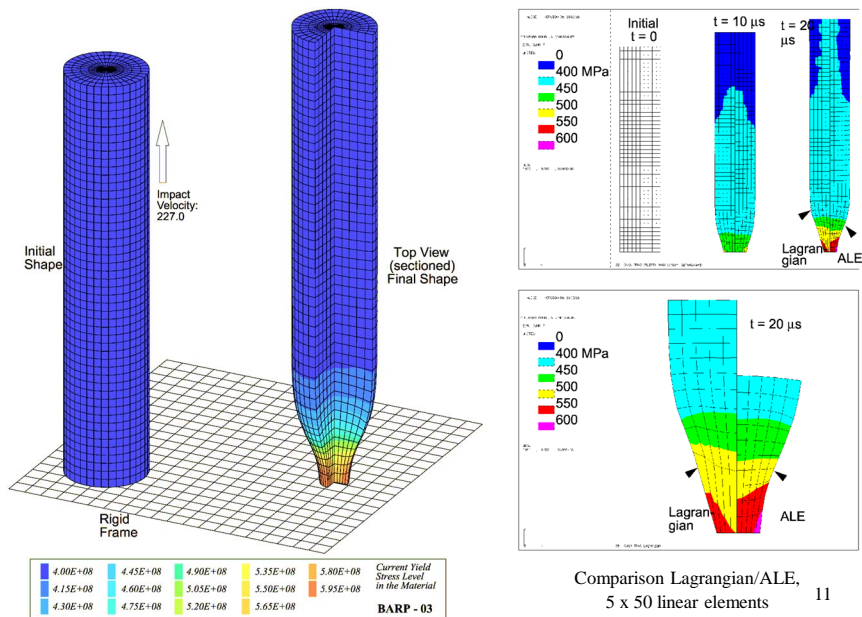 Impact
Velocity:
227.0
Initial
Shape
Top View
(sectioned)
Final Shape
Rigid
Frame
4.00E+08
4.15E+08
4.30E+08
4.45E+08
4.60E+08
4.75E+08
4.90E+08
5.05E+08
5.20E+08
5.35E+08
5.50E+08
5.65E+08
5.80E+08
5.95E+08
Current Yield
Stress Level
in the Material
BARP - 03
Initial
t = 0
t = 10 µs
t = 20
µs
0
400 MPa
450
500
550
600
Lagran
gian
ALE
t = 20 µs
0
400 MPa
450
500
550
600
Lagran
gian
ALE
Comparison Lagrangian/ALE,
5 x 50 linear elements
11